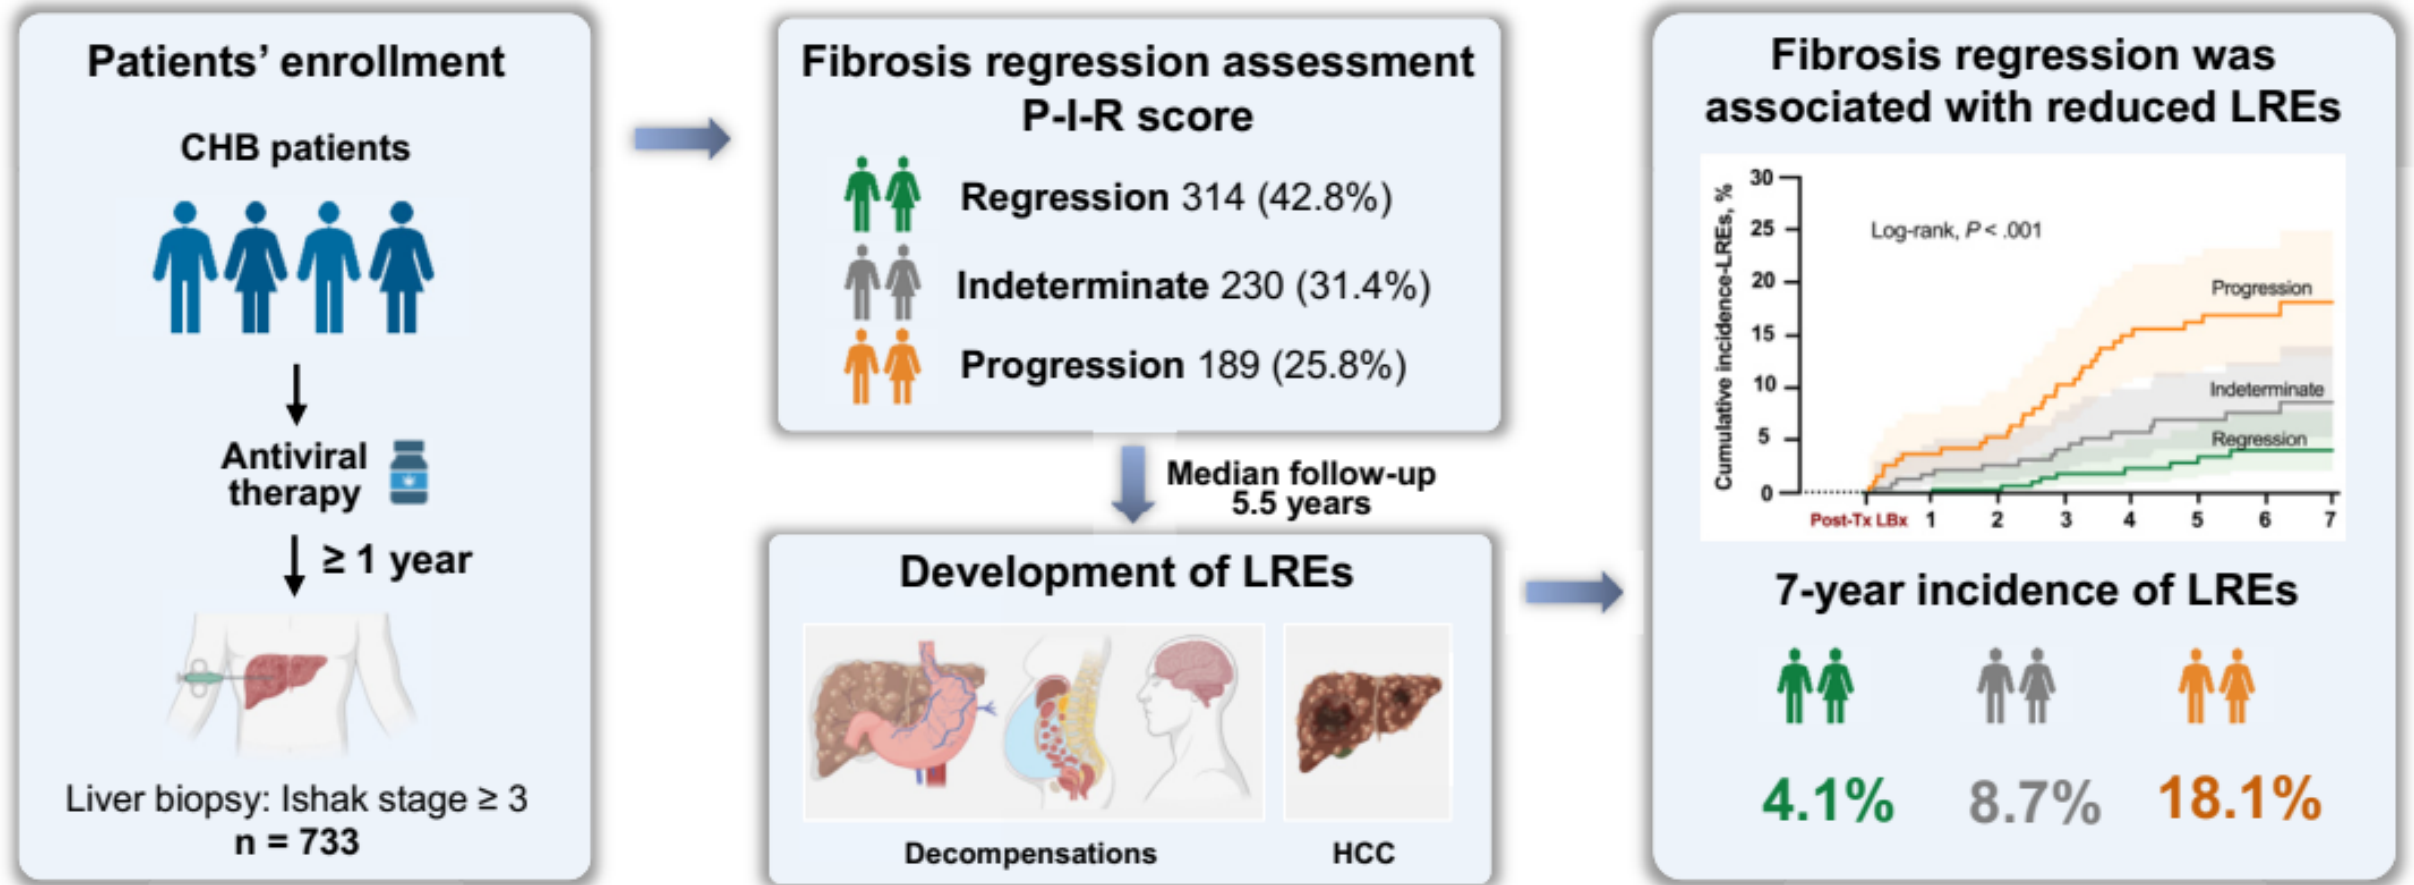 Patients’ enrollment
CHB patients
Antiviral
therapy
≥ 1 year
Liver biopsy: Ishak stage ≥ 3
n = 733
Fibrosis regression assessment
P-I-R score
Regression 314 (42.8%)
Indeterminate 230 (31.4%)
Progression 189 (25.8%)
Median follow-up
5.5 years
Development of LREs
Decompensations
HCC
Fibrosis regression was
associated with reduced LREs
Cumulative incidence-LREs, %
30
25
20
15
10
5
0
Log-rank, P < .001
Progression
Indeterminate
Regression
Post-Tx LBx 1 2 3 4 5 6 7
7-year incidence of LREs
4.1% 8.7% 18.1%